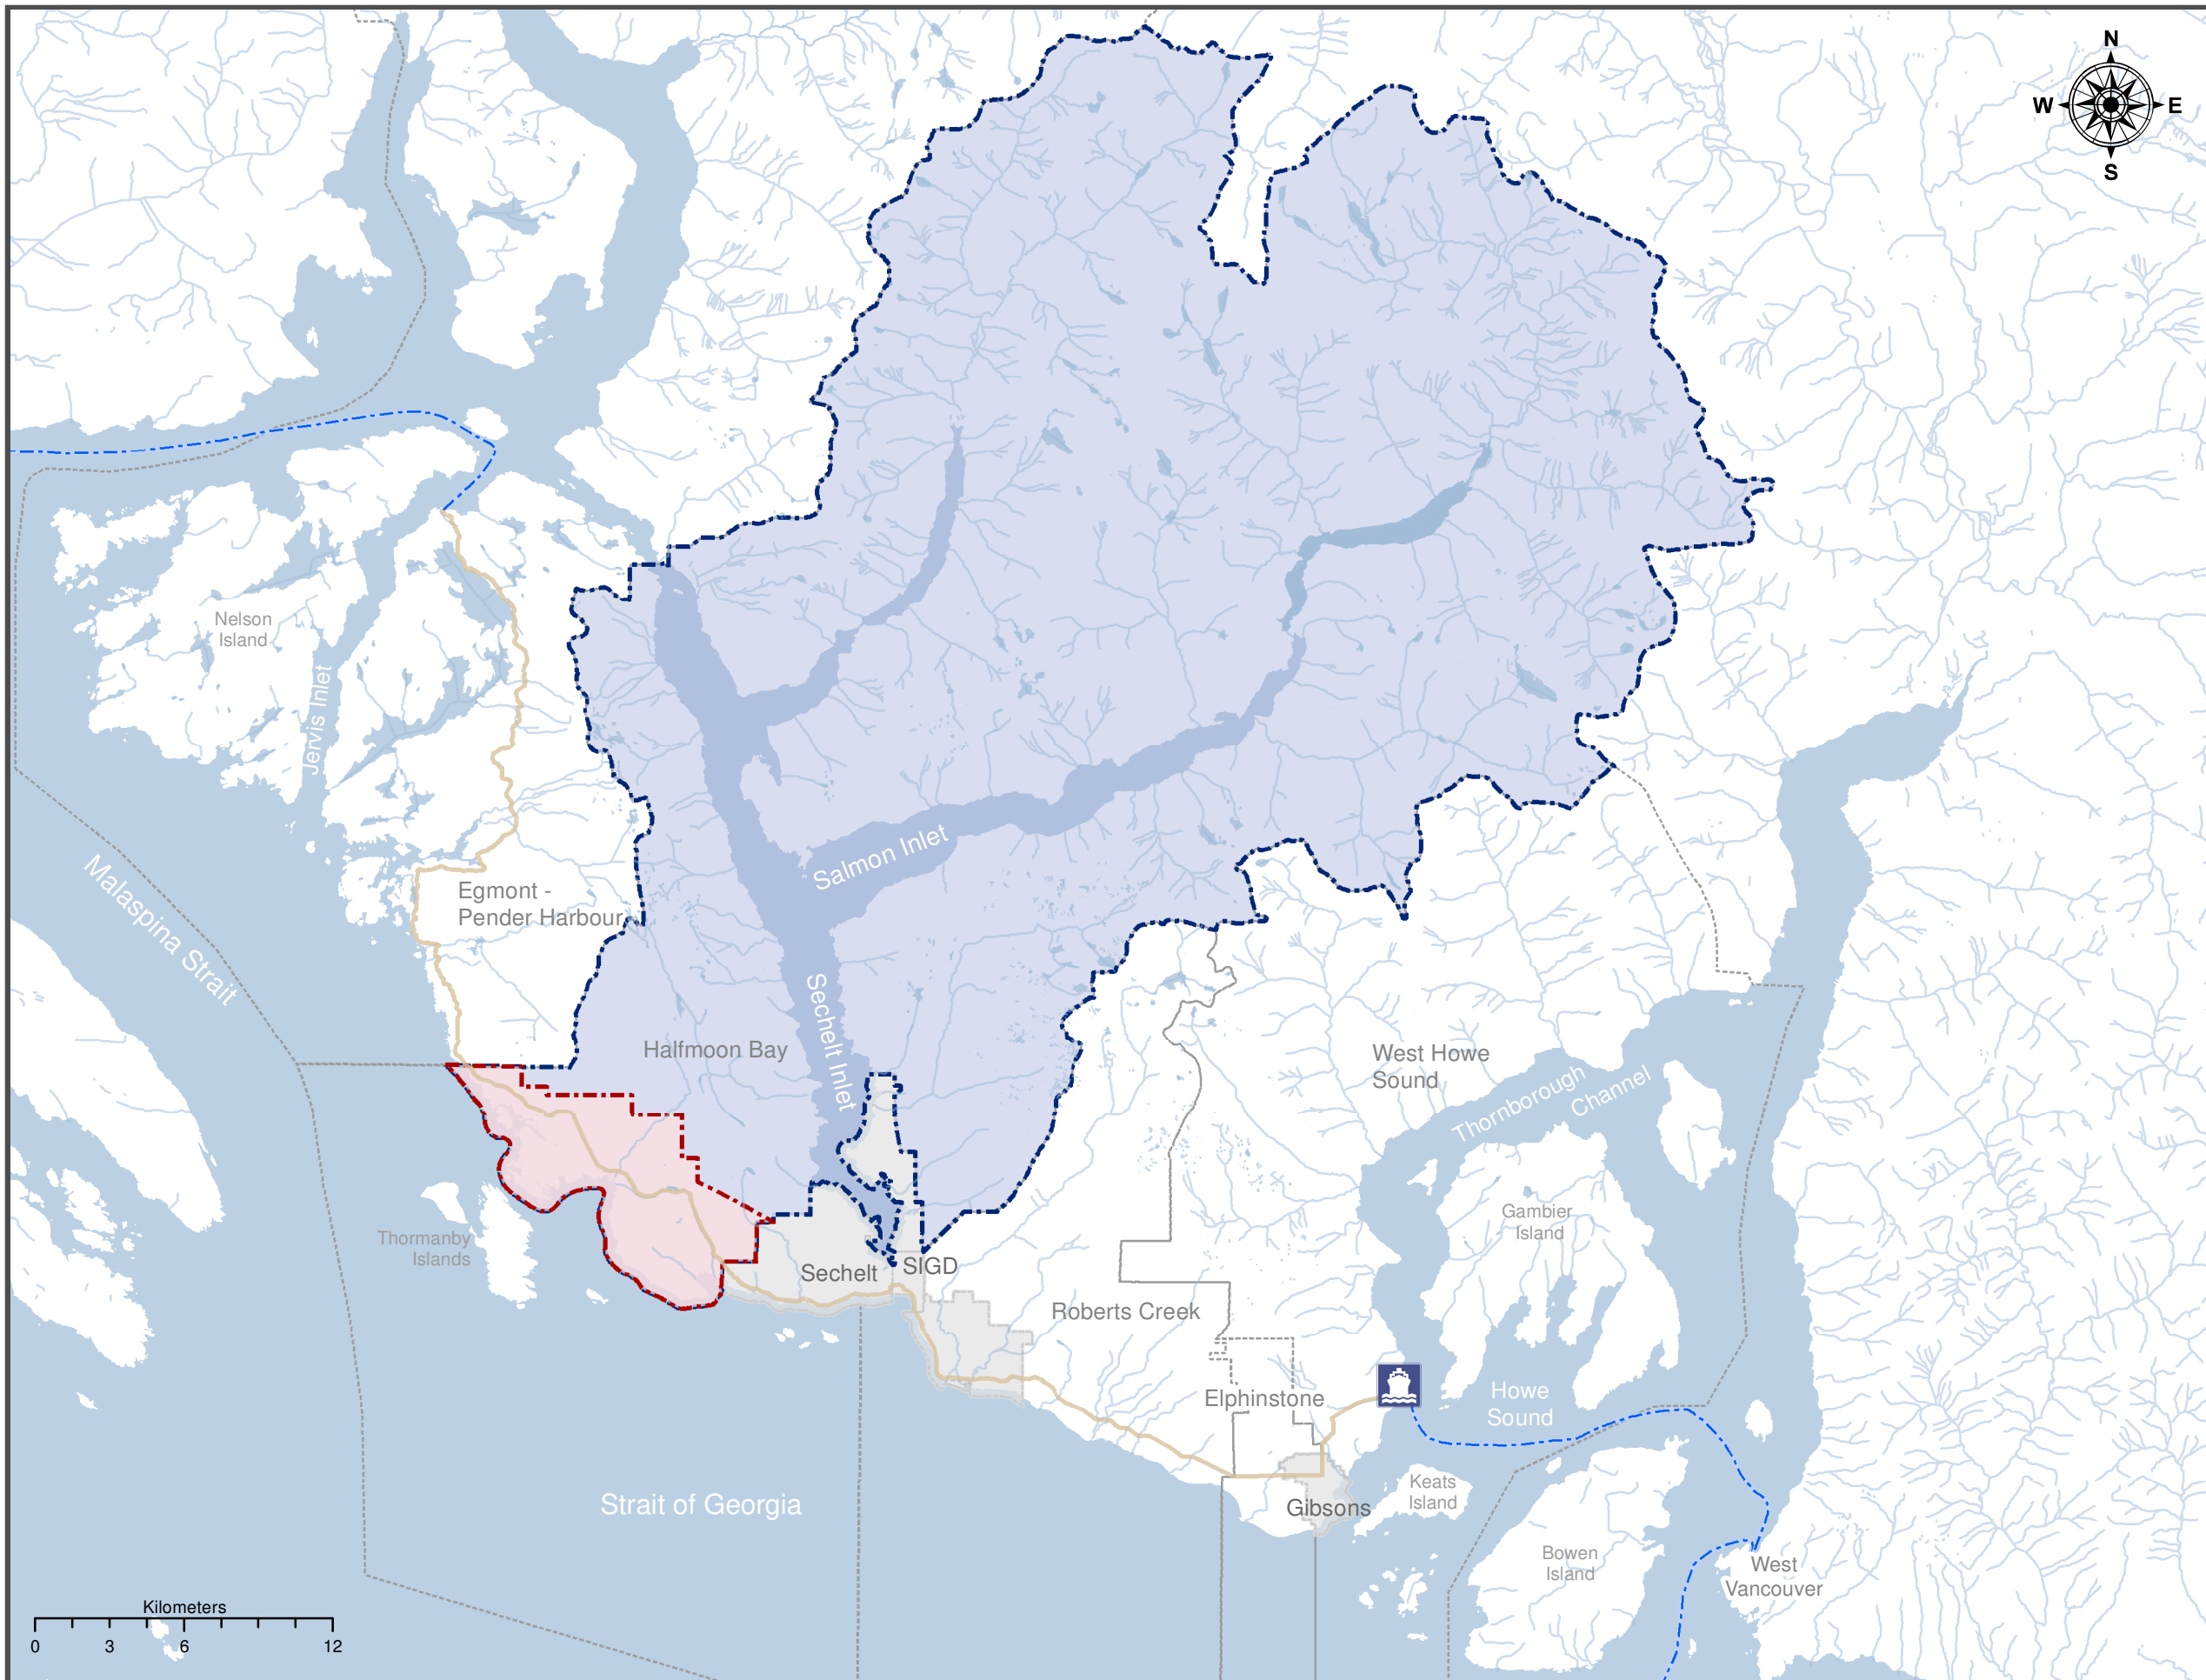 N
W
E
S
Nelson
Island
Jervis Inlet
Malaspina Strait
Egmont -
Pender Harbour
Salmon Inlet
Sechelt Inlet
Halfmoon Bay
West Howe
Sound
Thornborough
Channel
Gambier
Island
Thormanby
Islands
Sechelt
SIGD
Roberts Creek
Elphinstone
Howe
Sound
Keats
Island
Gibsons
Strait of Georgia
Bowen
Island
West
Vancouver
Kilometers
0
3
6
12